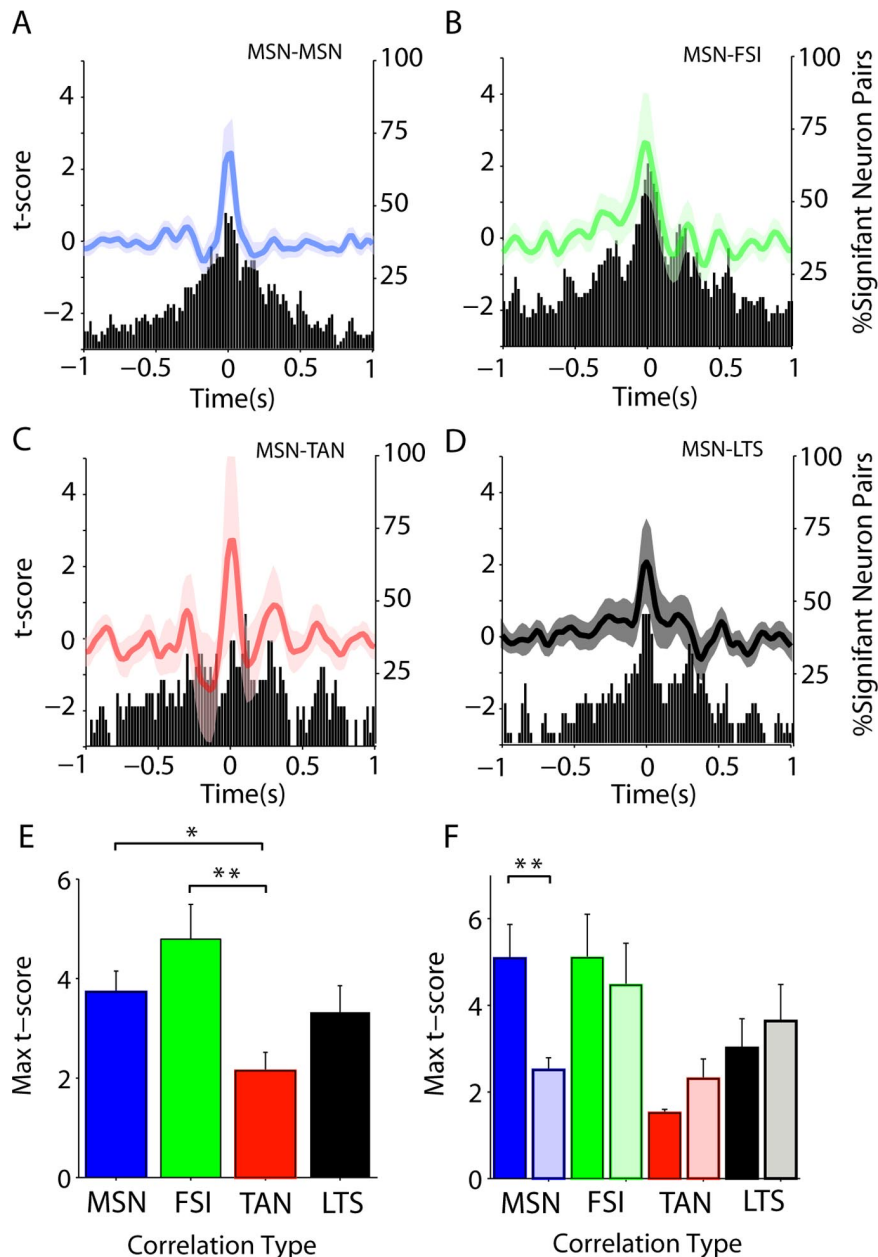 A
MSN-MSN
4
2
0
−2
100
75
50
25
t-score
−1
−0.5
0
0.5
1
Time(s)
B
MSN-FSI
4
2
0
−2
100
75
50
25
%Signifant Neuron Pairs
−1
−0.5
0
0.5
1
Time(s)
C
MSN-TAN
4
2
0
−2
100
75
50
25
t-score
−1
−0.5
0
0.5
1
Time(s)
D
MSN-LTS
4
2
0
−2
100
75
50
25
%Signifant Neuron Pairs
−1
−0.5
0
0.5
1
Time(s)
E
*
**
6
4
2
0
Max t−score
MSN FSI TAN LTS
Correlation Type
F
**
6
4
2
0
Max t−score
MSN FSI TAN LTS
Correlation Type